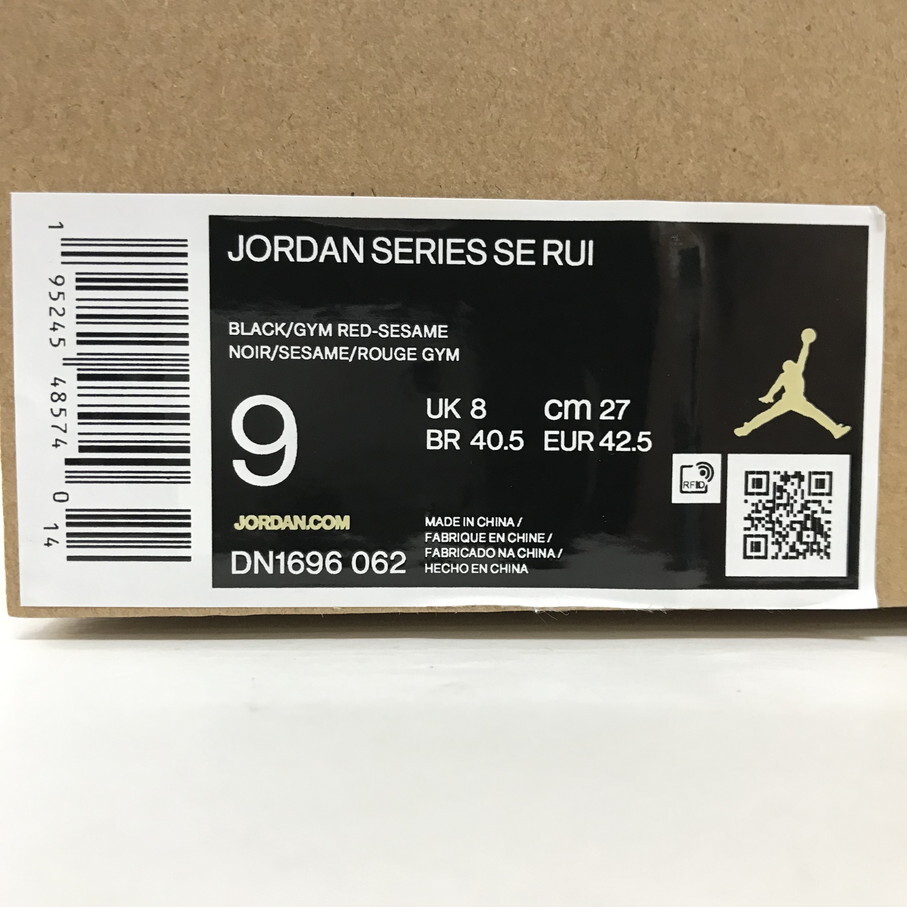 1 95245 48574 0 14
JORDAN SERIES SE RUI
BLACK/GYM RED-SESAME
NOIR/SESAME/ROUGE GYM
9
UK 8 cm 27
BR 40.5 EUR 42.5
RFID
JORDAN.COM
DN1696 062
MADE IN CHINA /
FABRIQUE EN CHINE /
FABRICADO NA CHINA /
HECHO EN CHINA